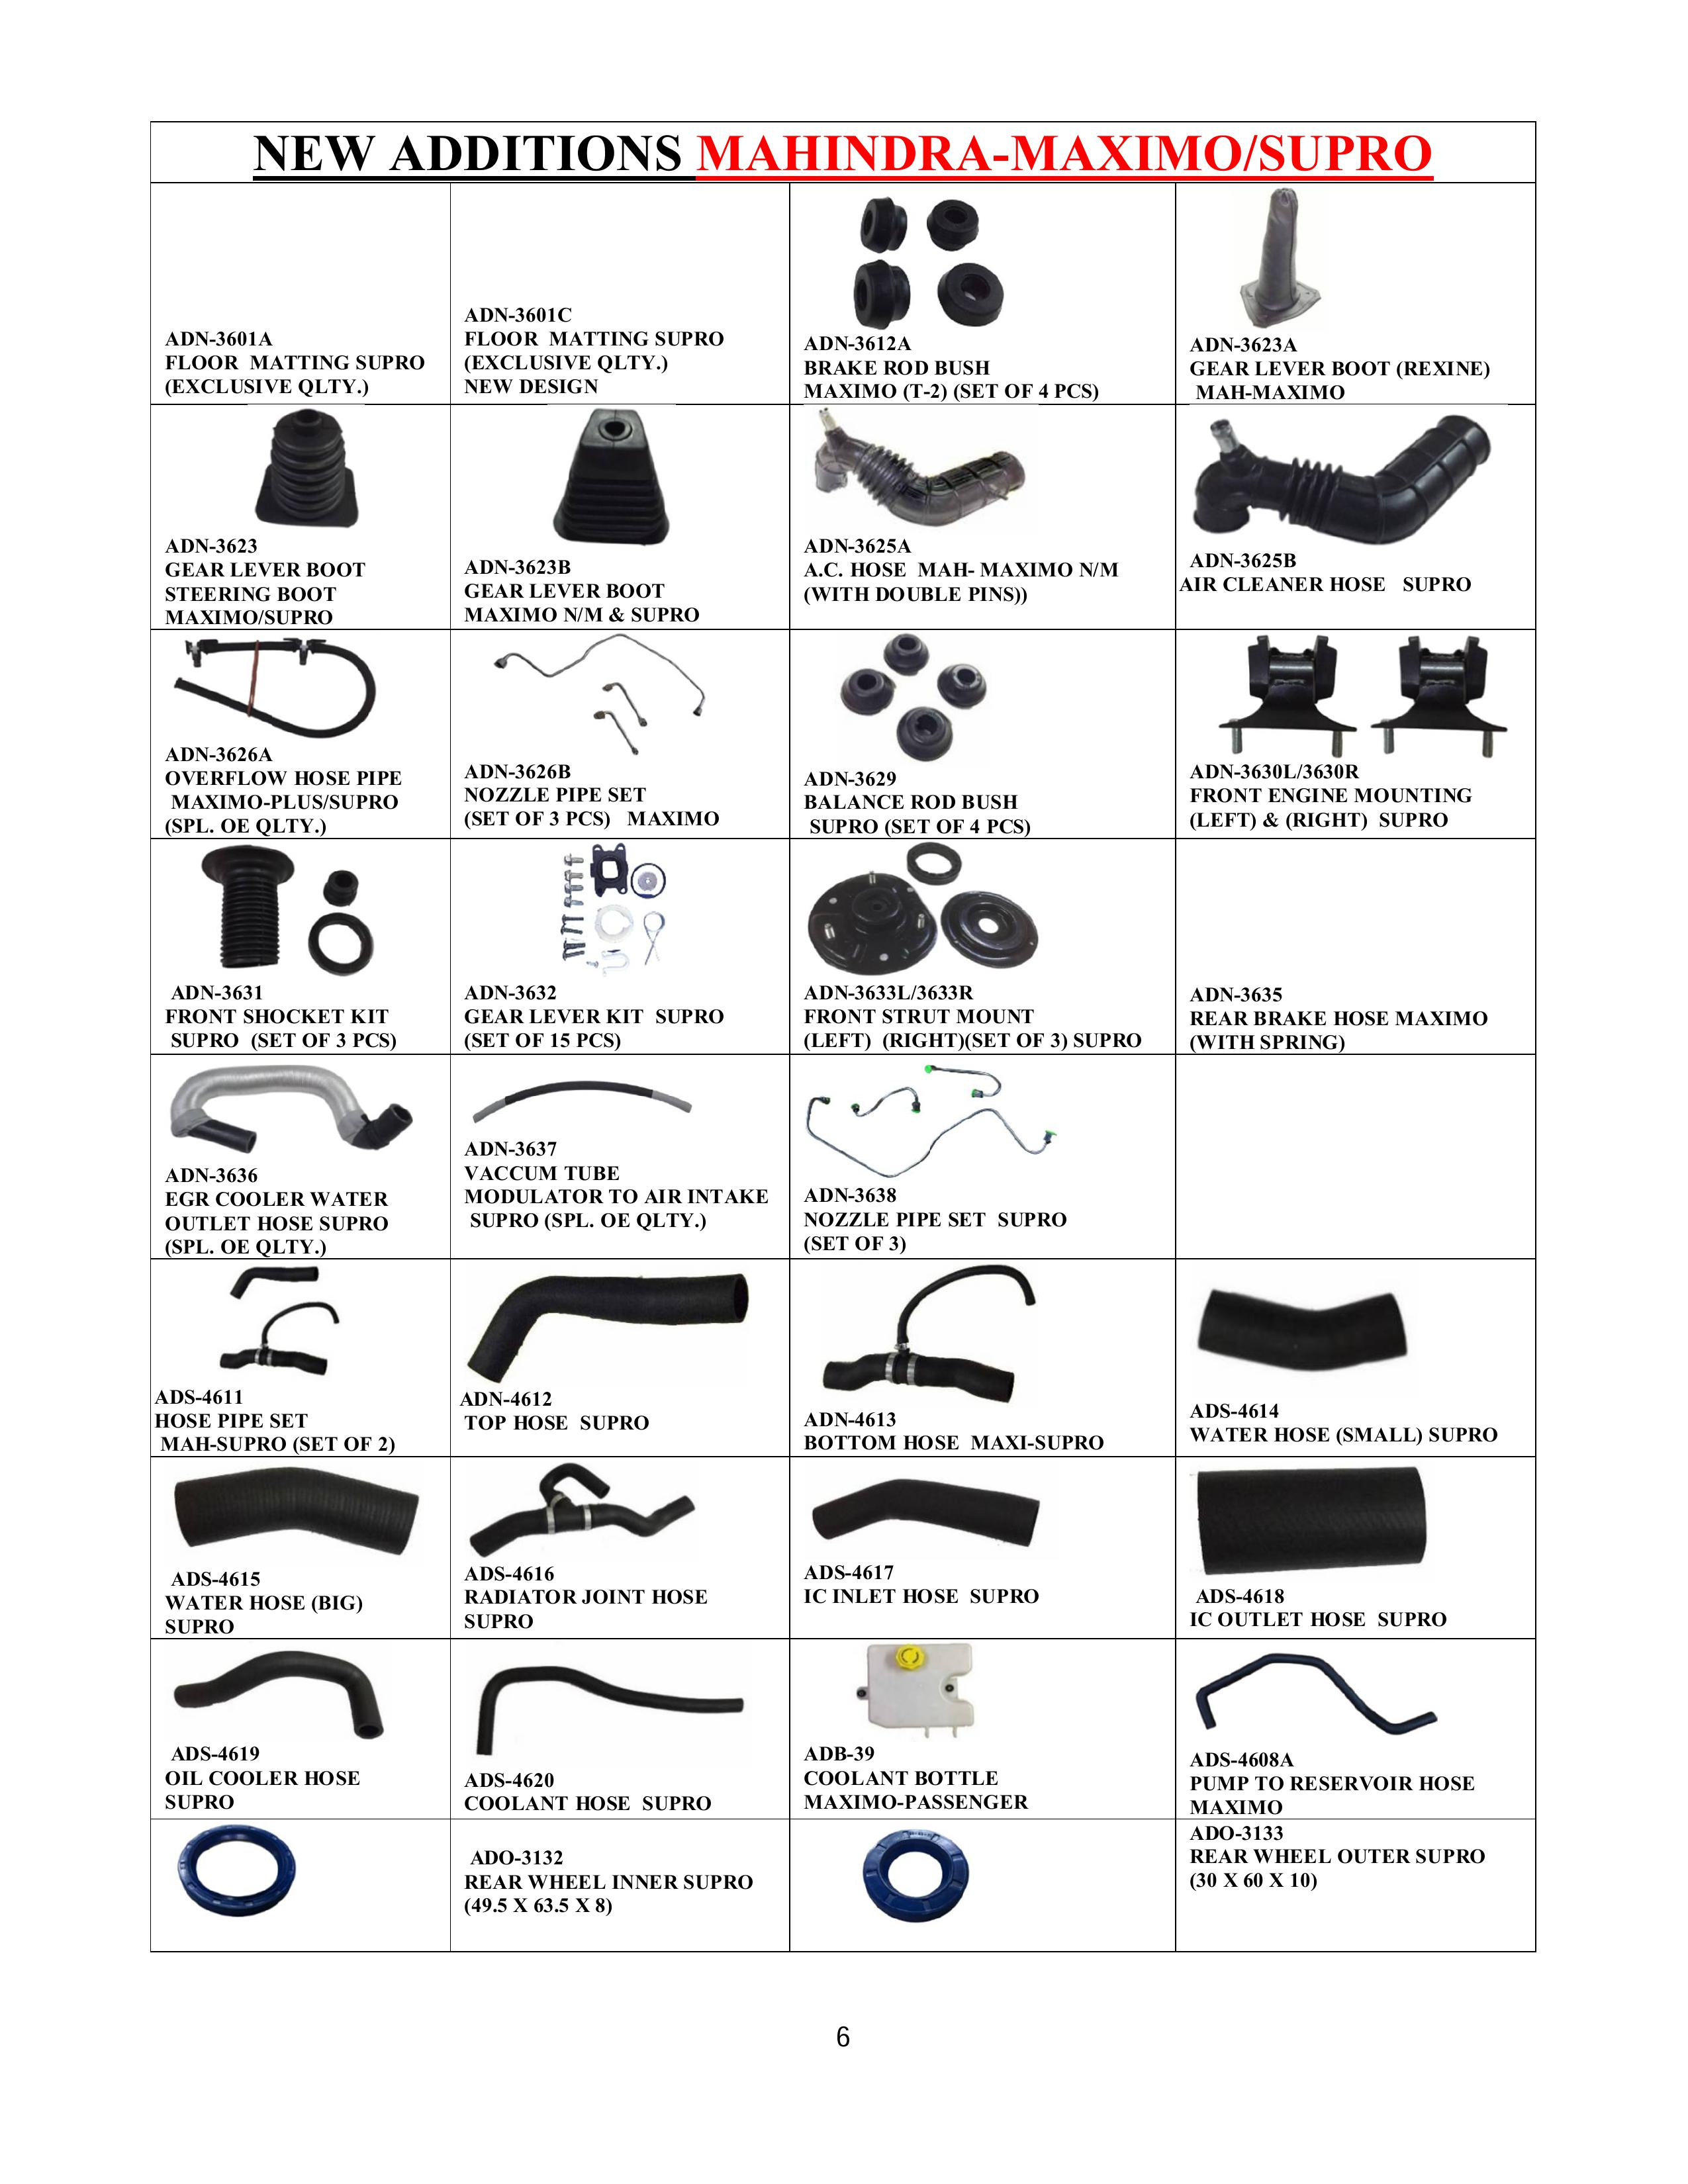 NEW ADDITIONS MAHINDRA-MAXIMO/SUPRO
ADN-3601A
FLOOR MATTING SUPRO
(EXCLUSIVE QLTY.)
ADN-3601C
FLOOR MATTING SUPRO
(EXCLUSIVE QLTY.)
NEW DESIGN
ADN-3612A
BRAKE ROD BUSH
MAXIMO (T-2) (SET OF 4 PCS)
ADN-3623A
GEAR LEVER BOOT (REXINE)
MAH-MAXIMO
ADN-3623
GEAR LEVER BOOT
STEERING BOOT
MAXIMO/SUPRO
ADN-3623B
GEAR LEVER BOOT
MAXIMO N/M & SUPRO
ADN-3625A
A.C. HOSE MAH- MAXIMO N/M
(WITH DOUBLE PINS))
ADN-3625B
AIR CLEANER HOSE SUPRO
ADN-3626A
OVERFLOW HOSE PIPE
MAXIMO-PLUS/SUPRO
(SPL. OE QLTY.)
ADN-3626B
NOZZLE PIPE SET
(SET OF 3 PCS) MAXIMO
ADN-3629
BALANCE ROD BUSH
SUPRO (SET OF 4 PCS)
ADN-3630L/3630R
FRONT ENGINE MOUNTING
(LEFT) & (RIGHT) SUPRO
ADN-3631
FRONT SHOCKET KIT
SUPRO (SET OF 3 PCS)
ADN-3632
GEAR LEVER KIT SUPRO
(SET OF 15 PCS)
ADN-3633L/3633R
FRONT STRUT MOUNT
(LEFT) (RIGHT)(SET OF 3) SUPRO
ADN-3635
REAR BRAKE HOSE MAXIMO
(WITH SPRING)
ADN-3636
EGR COOLER WATER
OUTLET HOSE SUPRO
(SPL. OE QLTY.)
ADN-3637
VACCUM TUBE
MODULATOR TO AIR INTAKE
SUPRO (SPL. OE QLTY.)
ADN-3638
NOZZLE PIPE SET SUPRO
(SET OF 3)
ADS-4611
HOSE PIPE SET
MAH-SUPRO (SET OF 2)
ADN-4612
TOP HOSE SUPRO
ADN-4613
BOTTOM HOSE MAXI-SUPRO
ADS-4614
WATER HOSE (SMALL) SUPRO
ADS-4615
WATER HOSE (BIG)
SUPRO
ADS-4616
RADIATOR JOINT HOSE
SUPRO
ADS-4617
IC INLET HOSE SUPRO
ADS-4618
IC OUTLET HOSE SUPRO
ADS-4619
OIL COOLER HOSE
SUPRO
ADS-4620
COOLANT HOSE SUPRO
ADB-39
COOLANT BOTTLE
MAXIMO-PASSENGER
ADS-4608A
PUMP TO RESERVOIR HOSE
MAXIMO
ADO-3132
REAR WHEEL INNER SUPRO
(49.5 X 63.5 X 8)
ADO-3133
REAR WHEEL OUTER SUPRO
(30 X 60 X 10)
6